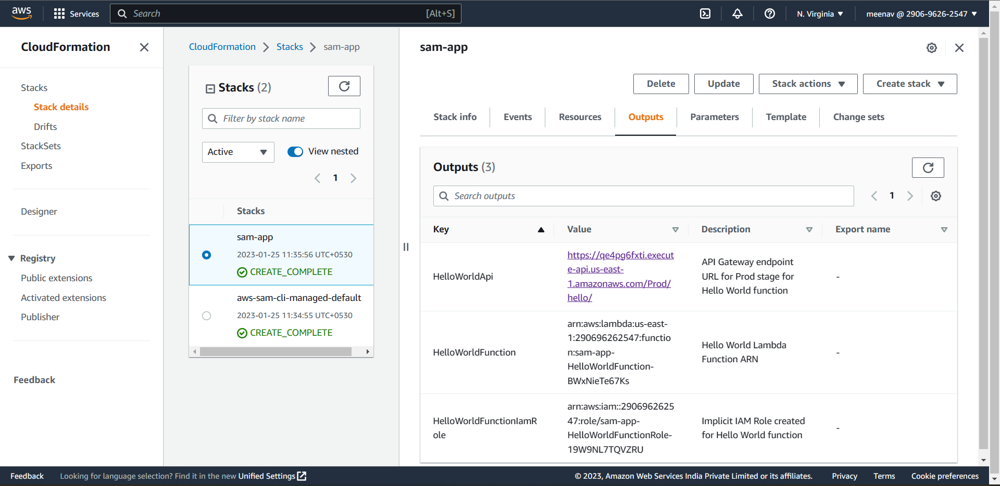 aws
Services
Search
[Alt+S]
N. Virginia
meenav @ 2906-9626-2547
CloudFormation
Stacks
Stack details
Drifts
StackSets
Exports
Designer
Registry
Public extensions
Activated extensions
Publisher
Feedback
CloudFormation
Stacks
sam-app
Stacks (2)
Filter by stack name
Active
View nested
1
Stacks
sam-app
2023-01-25 11:35:56 UTC+0530
CREATE_COMPLETE
aws-sam-cli-managed-default
2023-01-25 11:34:55 UTC+0530
CREATE_COMPLETE
sam-app
Delete
Update
Stack actions
Create stack
Stack info
Events
Resources
Outputs
Parameters
Template
Change sets
Outputs (3)
Search outputs
1
Key
Value
Description
Export name
HelloWorldApi
https://qe4pg6fxti.execut
e-api.us-east-
1.amazonaws.com/Prod/
hello/
API Gateway endpoint
URL for Prod stage for
Hello World function
-
HelloWorldFunction
arn:aws:lambda:us-east-
1:290696262547:functio
n:sam-app-
HelloWorldFunction-
BWxNieTe67Ks
Hello World Lambda
Function ARN
-
HelloWorldFunctionIamR
ole
arn:aws:iam::2906962625
47:role/sam-app-
HelloWorldFunctionRole-
19W9NL7TQVZRU
Implicit IAM Role created
for Hello World function
-
Feedback
Looking for language selection? Find it in the new Unified Settings
© 2023, Amazon Web Services India Private Limited or its affiliates.
Privacy
Terms
Cookie preferences